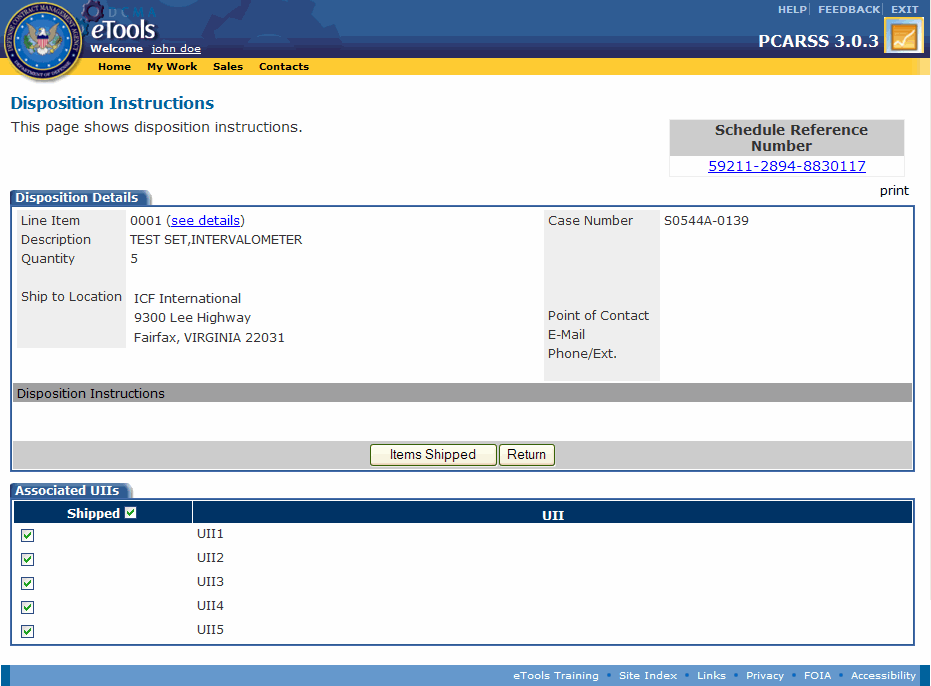 HELP | FEEDBACK | EXIT
DCMA
eTools
Welcome john doe
PCARSS 3.0.3
Home My Work Sales Contacts
Disposition Instructions
This page shows disposition instructions.
Schedule Reference
Number
59211-2894-8830117
print
Disposition Details
Line Item 0001 (see details) Case Number S0544A-0139
Description TEST SET,INTERVALOMETER
Quantity 5
Ship to Location ICF International
9300 Lee Highway Point of Contact
Fairfax, VIRGINIA 22031 E-Mail
Phone/Ext.
Disposition Instructions
Items Shipped Return
Associated UIIs
Shipped UII
UII1
UII2
UII3
UII4
UII5
eTools Training • Site Index • Links • Privacy • FOIA • Accessibility